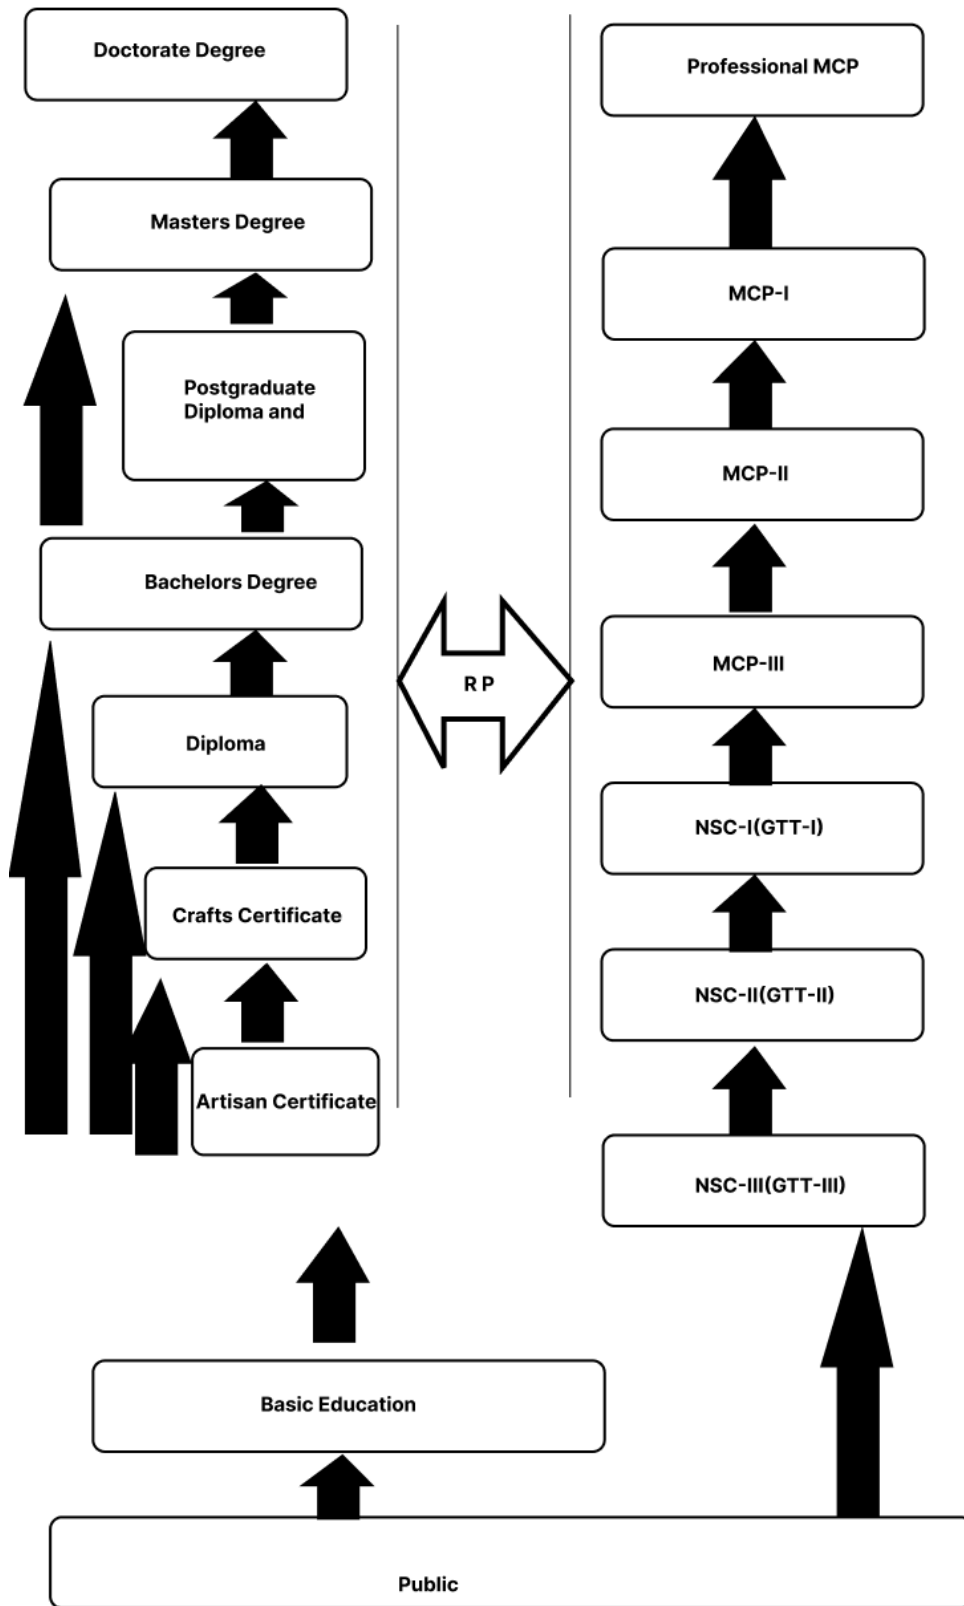 Doctorate Degree
Masters Degree
Postgraduate
Diploma and
Bachelors Degree
Diploma
Crafts Certificate
Artisan Certificate
R P
Professional MCP
MCP-I
MCP-II
MCP-III
NSC-I(GTT-I)
NSC-II(GTT-II)
NSC-III(GTT-III)
Basic Education
Public